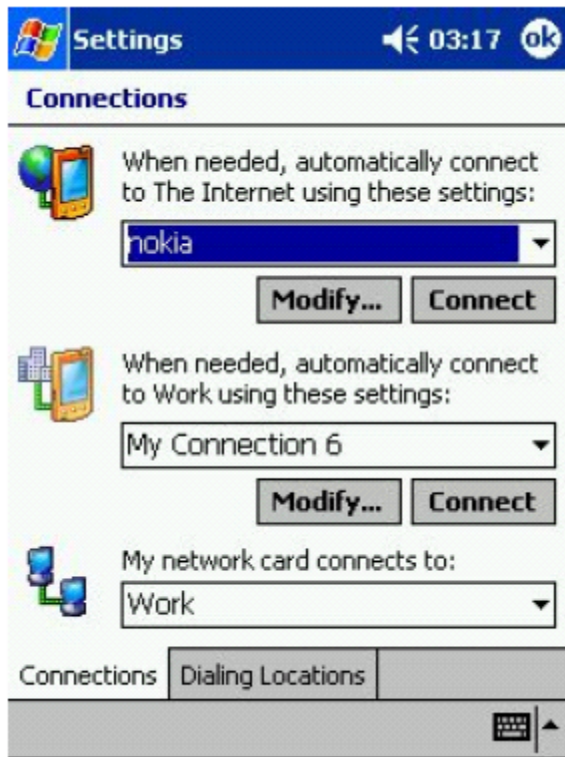 Settings 03:17 ok
Connections
When needed, automatically connect
to The Internet using these settings:
nokia
Modify... Connect
When needed, automatically connect
to Work using these settings:
My Connection 6
Modify... Connect
My network card connects to:
Work
Connections Dialing Locations